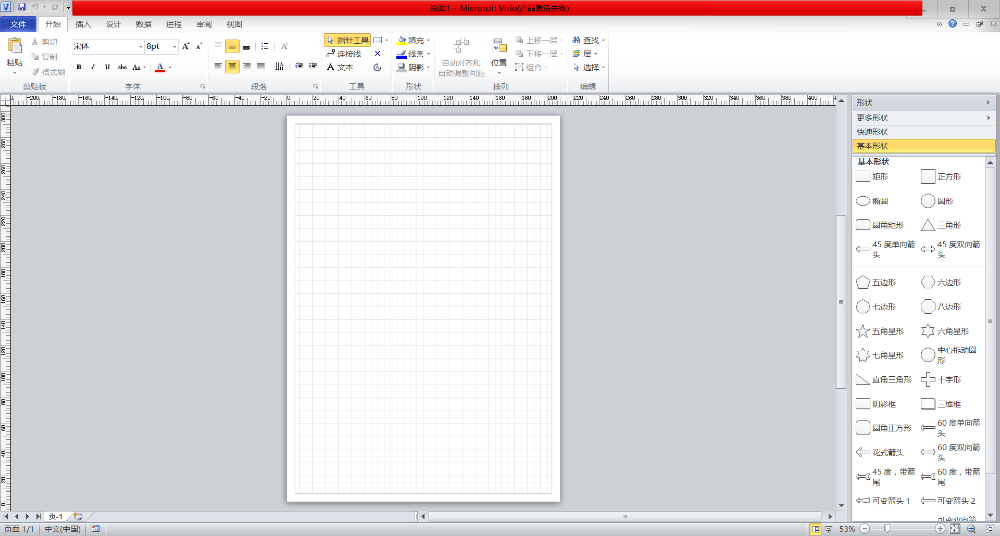 绘图1 - Microsoft Visio(产品激活失败)
文件 开始 插入 设计 数据 进程 审阅 视图
粘贴
剪切
复制
格式刷
剪贴板
宋体 8pt
B I U abc Aa A
字体
段落
指针工具
连接线
A 文本
工具
填充
线条
阴影
形状
自动对齐和
自动调整间距
位置
上移一层
下移一层
组合
排列
查找
层
选择
编辑
-200 -180 -160 -140 -120 -100 -80 -60 -40 -20 0 20 40 60 80 100 120 140 160 180 200 220 240 260 280 300 320 340 360 380 400
300
280
260
240
220
200
180
160
140
120
100
80
60
40
20
0
形状
更多形状
快速形状
基本形状
基本形状
矩形 正方形
椭圆 圆形
圆角矩形 三角形
45 度单向箭头 45 度双向箭头
五边形 六边形
七边形 八边形
五角星形 六角星形
七角星形 中心拖动圆形
直角三角形 十字形
阴影框 三维框
圆角正方形 60 度单向箭头
花式箭头 60 度双向箭头
45 度，带箭尾 60 度，带箭尾
可变箭头 1 可变箭头 2
可变双向箭
页-1
页面 1/1 中文(中国) 53%